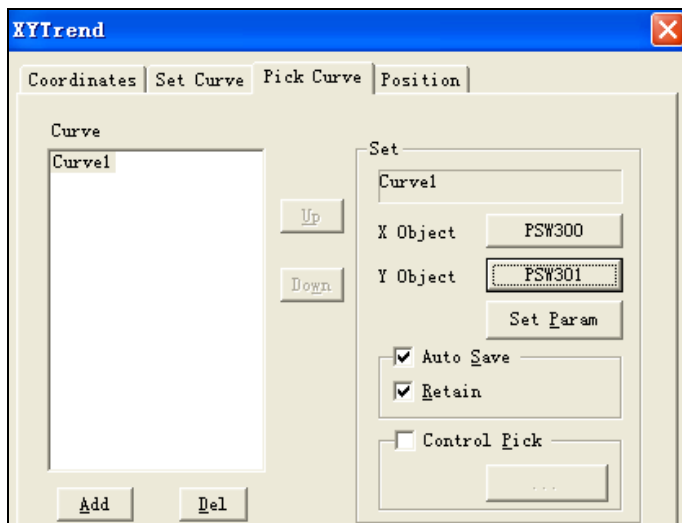 XYTrend
Coordinates Set Curve Pick Curve Position
Curve
Curve1
Up
Down
Add Del
Set
Curve1
X Object PSW300
Y Object PSW301
Set Param
Auto Save
Retain
Control Pick
...